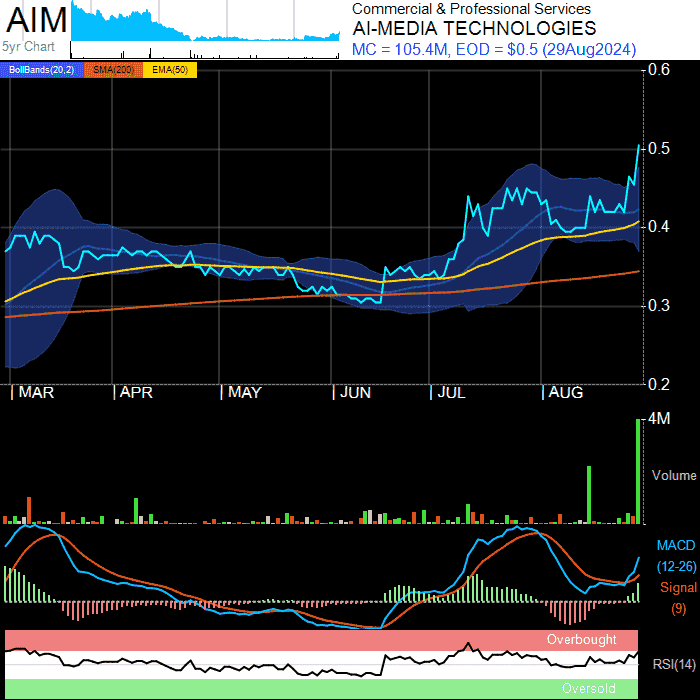 AIM
5yr Chart
Commercial & Professional Services
AI-MEDIA TECHNOLOGIES
MC = 105.4M, EOD = $0.5 (29Aug2024)
BollBands(20,2) SMA(200) EMA(50)
0.6
0.5
0.4
0.3
0.2
MAR APR MAY JUN JUL AUG
4M
Volume
MACD
(12-26)
Signal
(9)
Overbought
RSI(14)
Oversold